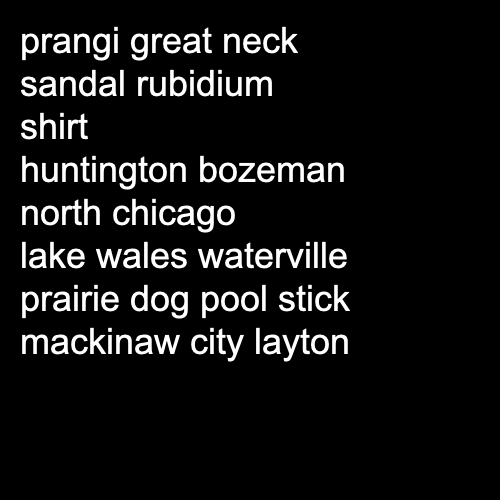 prangi great neck
sandal rubidium
shirt
huntington bozeman
north chicago
lake wales waterville
prairie dog pool stick
mackinaw city layton